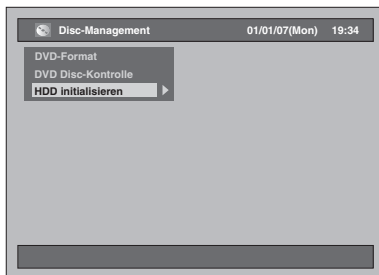 Disc-Management 01/01/07(Mon) 19:34
DVD-Format
DVD Disc-Kontrolle
HDD initialisieren